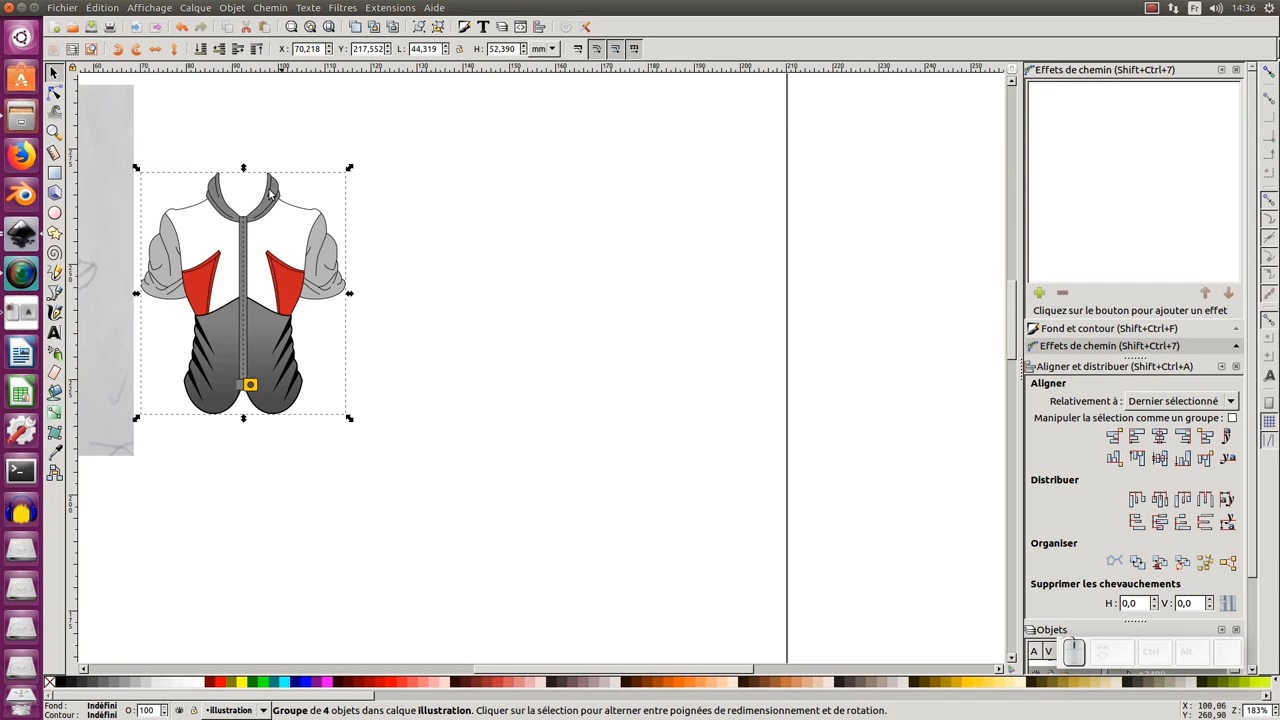 Fichier Édition Affichage Calque Objet Chemin Texte Filtres Extensions Aide
Fr 14:36
X: 70,218 Y: 217,552 L: 44,319 H: 52,390 mm
Effets de chemin (Shift+Ctrl+7)
Cliquez sur le bouton pour ajouter un effet
Fond et contour (Shift+Ctrl+F)
Effets de chemin (Shift+Ctrl+7)
Aligner et distribuer (Shift+Ctrl+A)
Aligner
Relativement à : Dernier sélectionné
Manipuler la sélection comme un groupe :
Distribuer
Organiser
Supprimer les chevauchements
H : 0,0 V : 0,0
Objets
A V
Ctrl Alt
Fond : Indéfini
Contour : Indéfini
O: 100
illustration
Groupe de 4 objets dans calque illustration. Cliquer sur la sélection pour alterner entre poignées de redimensionnement et de rotation.
X: 100,06
Y: 260,90
Z: 183%